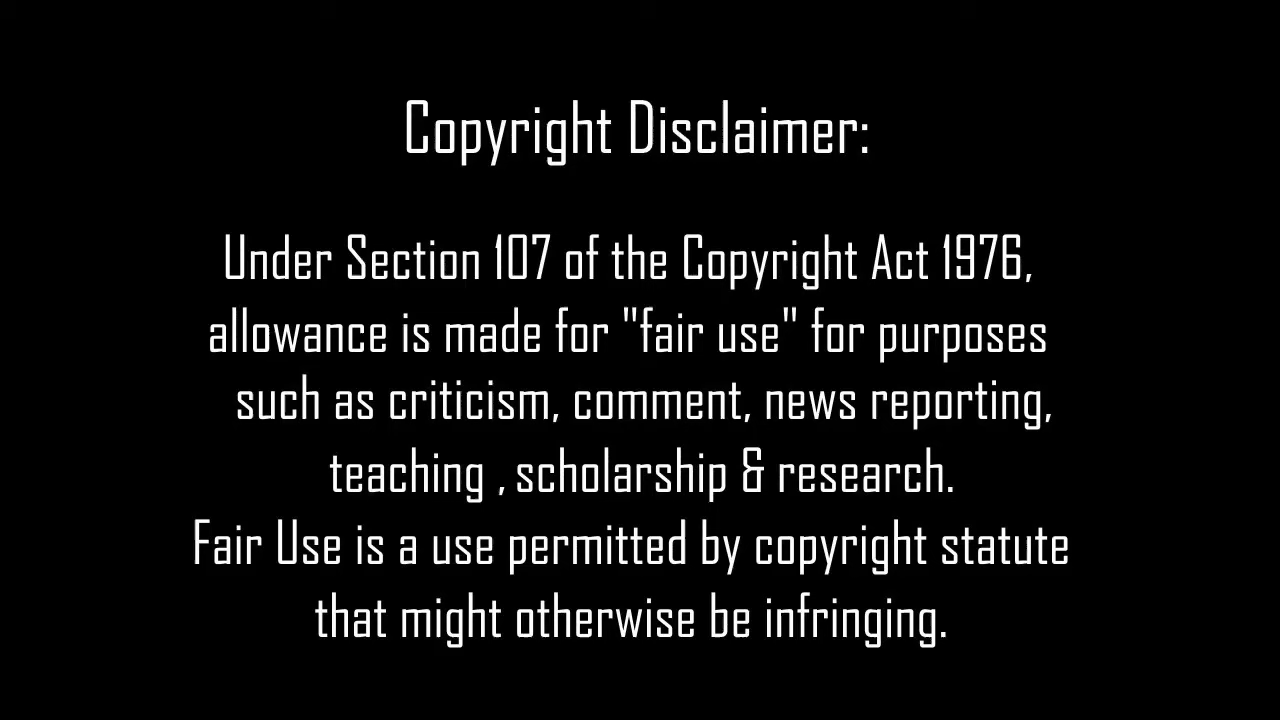 Copyright Disclaimer:
Under Section 107 of the Copyright Act 1976,
allowance is made for "fair use" for purposes
such as criticism, comment, news reporting,
teaching , scholarship & research.
Fair Use is a use permitted by copyright statute
that might otherwise be infringing.